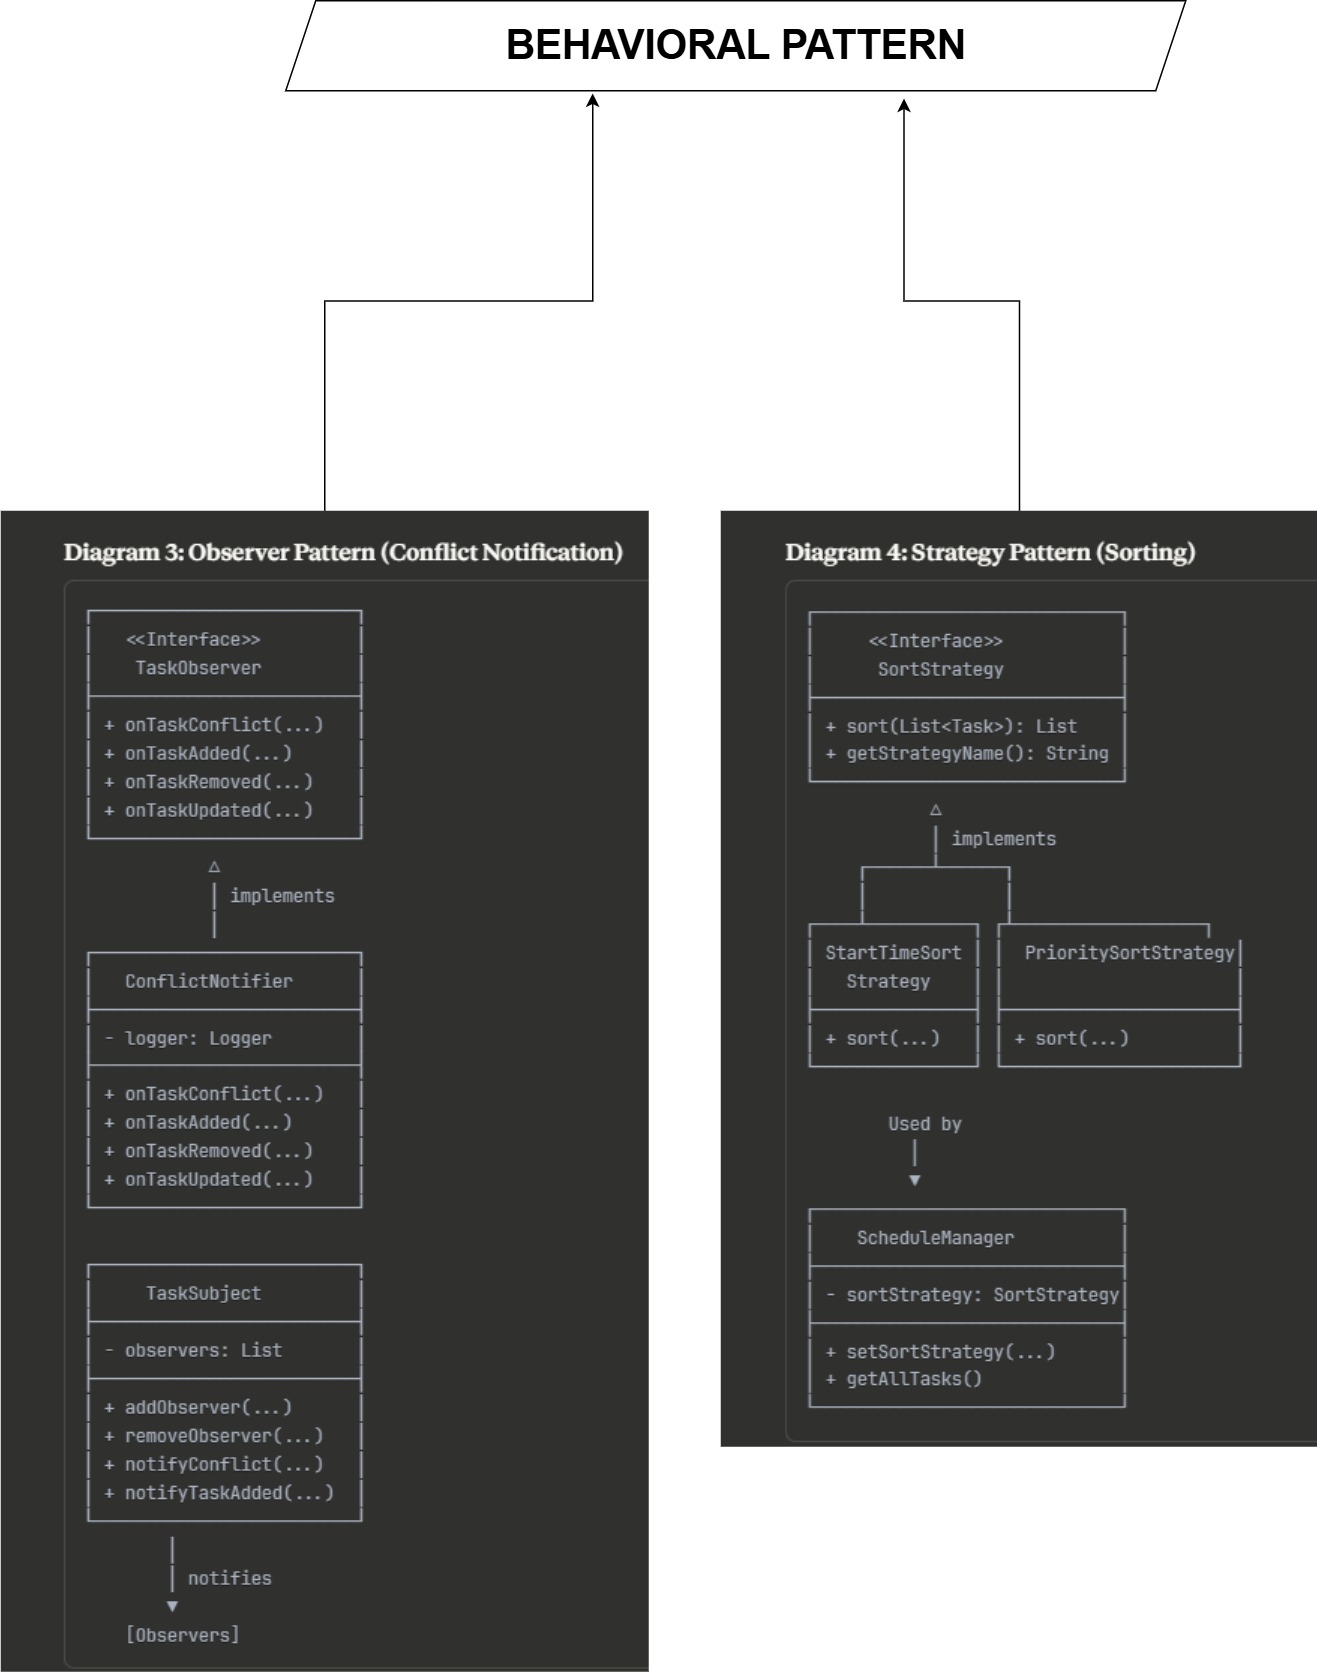 BEHAVIORAL PATTERN
Diagram 3: Observer Pattern (Conflict Notification)
<<Interface>>
TaskObserver
+ onTaskConflict(...)
+ onTaskAdded(...)
+ onTaskRemoved(...)
+ onTaskUpdated(...)
implements
ConflictNotifier
- logger: Logger
+ onTaskConflict(...)
+ onTaskAdded(...)
+ onTaskRemoved(...)
+ onTaskUpdated(...)
TaskSubject
- observers: List
+ addObserver(...)
+ removeObserver(...)
+ notifyConflict(...)
+ notifyTaskAdded(...)
notifies
[Observers]
Diagram 4: Strategy Pattern (Sorting)
<<Interface>>
SortStrategy
+ sort(List<Task>): List
+ getStrategyName(): String
implements
StartTimeSort
Strategy
+ sort(...)
PrioritySortStrategy
+ sort(...)
Used by
ScheduleManager
- sortStrategy: SortStrategy
+ setSortStrategy(...)
+ getAllTasks()